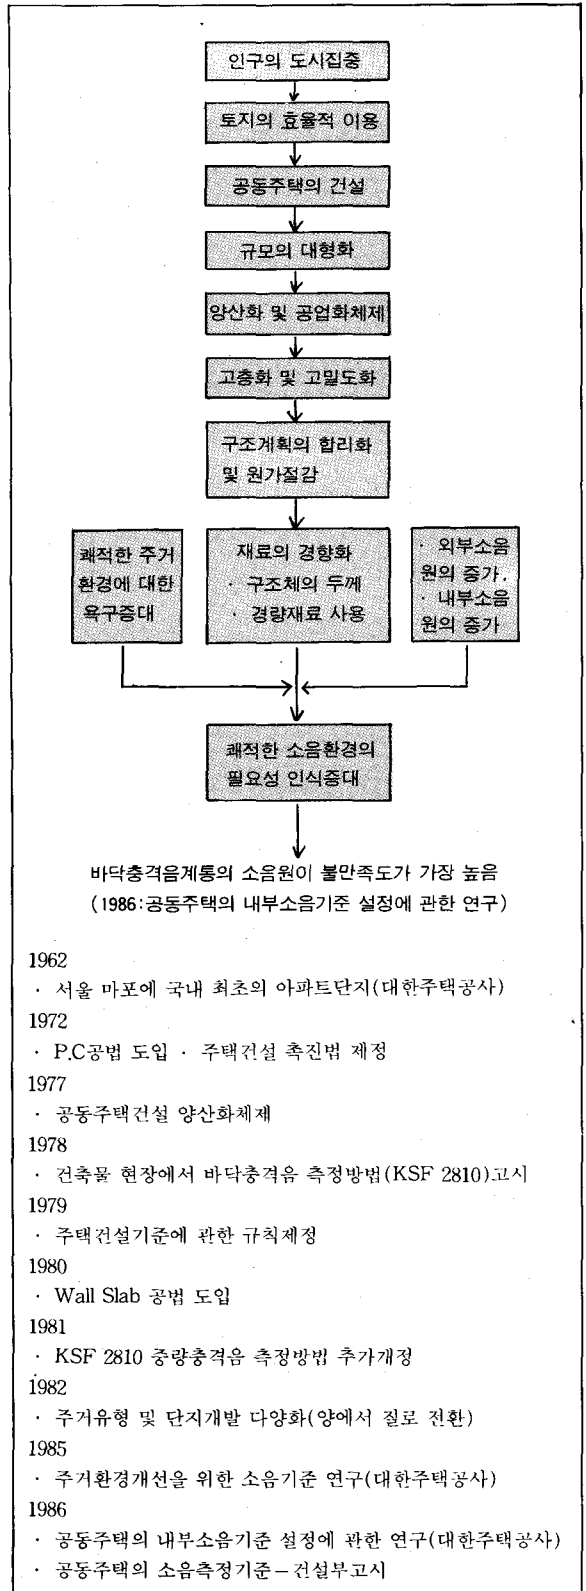 인구의 도시집중
토지의 효율적 이용
공동주택의 건설
규모의 대형화
양산화 및 공업화체제
고층화 및 고밀도화
구조계획의 합리화
및 원가절감
쾌적한 주거
환경에 대한
욕구증대
재료의 경향화
· 구조체의 두께
· 경량재료 사용
· 외부소음
원의 증가.
· 내부소음
원의 증가
쾌적한 소음환경의
필요성 인식증대
바닥충격음계통의 소음원이 불만족도가 가장 높음
(1986:공동주택의 내부소음기준 설정에 관한 연구)
1962
· 서울 마포에 국내 최초의 아파트단지(대한주택공사)
1972
· P.C공법 도입 · 주택건설 촉진법 제정
1977
· 공동주택건설 양산화체제
1978
· 건축물 현장에서 바닥충격음 측정방법(KSF 2810)고시
1979
· 주택건설기준에 관한 규칙제정
1980
· Wall Slab 공법 도입
1981
· KSF 2810 중량충격음 측정방법 추가개정
1982
· 주거유형 및 단지개발 다양화(양에서 질로 전환)
1985
· 주거환경개선을 위한 소음기준 연구(대한주택공사)
1986
· 공동주택의 내부소음기준 설정에 관한 연구(대한주택공사)
· 공동주택의 소음측정기준–건설부고시